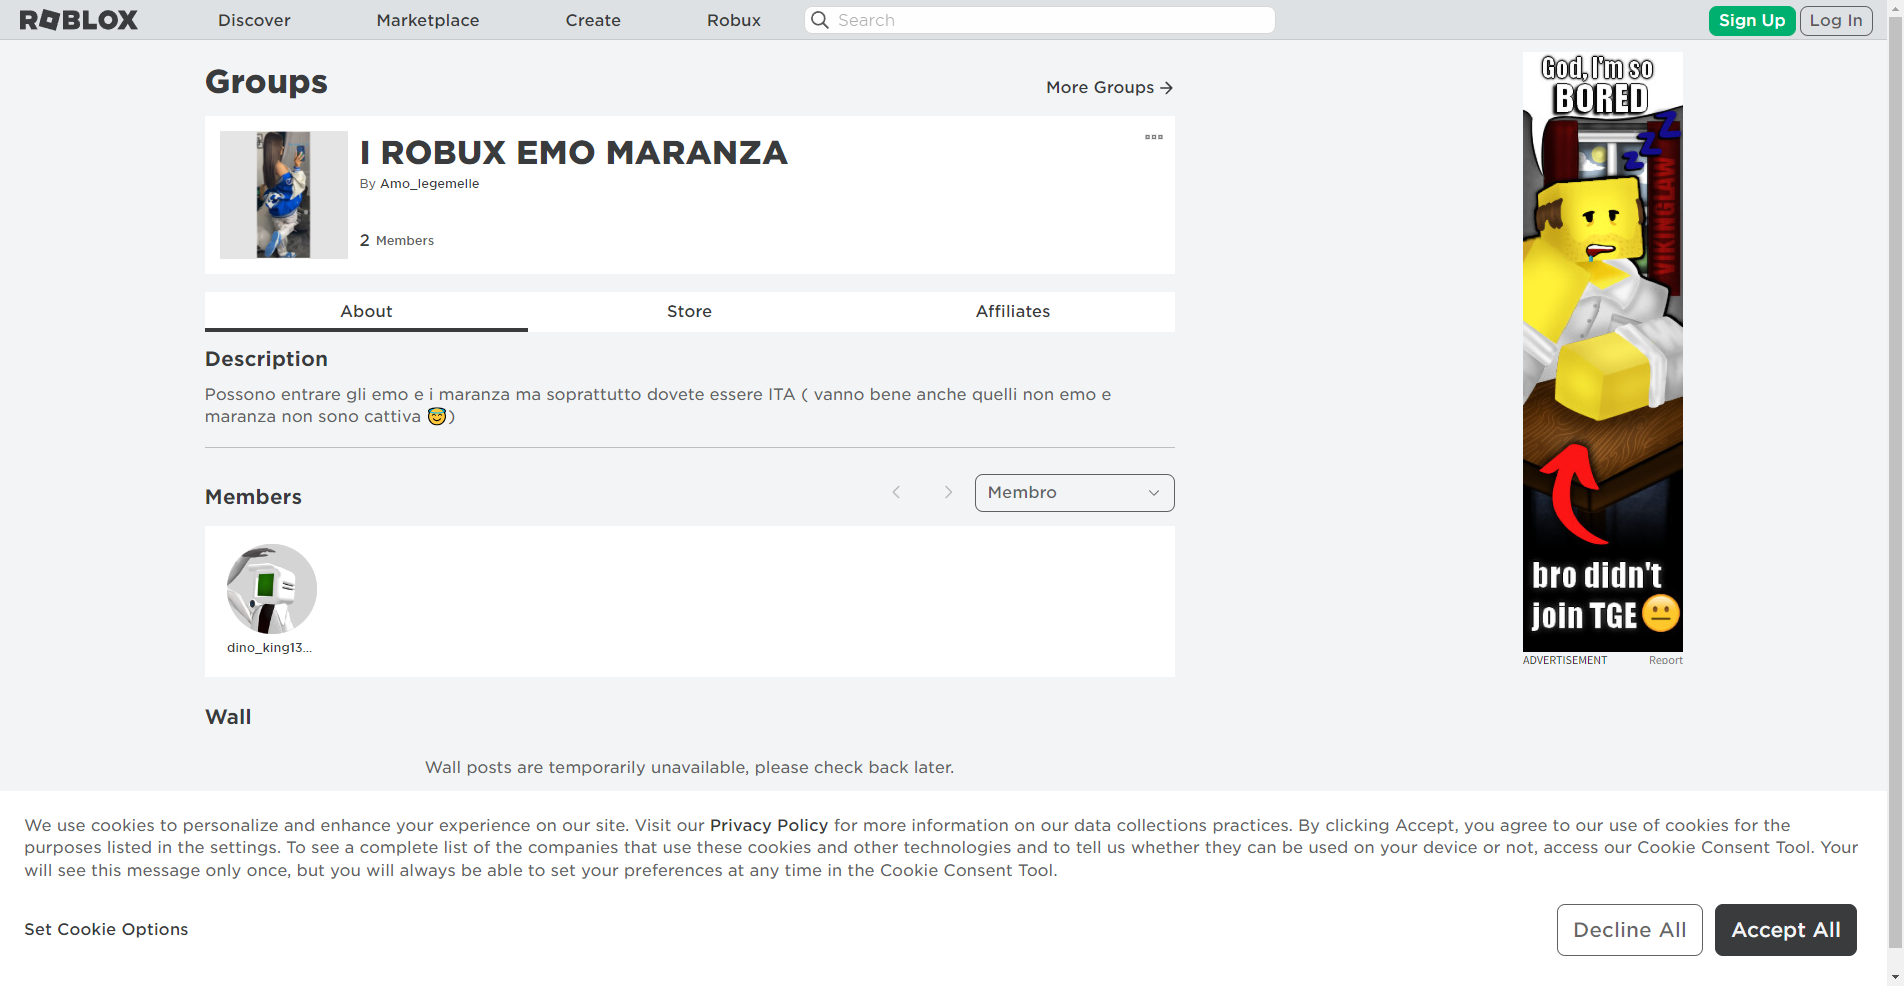 ROBLOX
Discover
Marketplace
Create
Robux
Search
Sign Up
Log In
Groups
More Groups →
I ROBUX EMO MARANZA
By Amo_legemelle
2 Members
About
Store
Affiliates
Description
Possono entrare gli emo e i maranza ma soprattutto dovete essere ITA ( vanno bene anche quelli non emo e
maranza non sono cattiva 😇)
Members
Membro
dino_king13...
Wall
Wall posts are temporarily unavailable, please check back later.
God, I'm so
BORED
zzZ
VIKINGLAW
bro didn't
join TGE 😐
ADVERTISEMENT
Report
We use cookies to personalize and enhance your experience on our site. Visit our Privacy Policy for more information on our data collections practices. By clicking Accept, you agree to our use of cookies for the
purposes listed in the settings. To see a complete list of the companies that use these cookies and other technologies and to tell us whether they can be used on your device or not, access our Cookie Consent Tool. Your
will see this message only once, but you will always be able to set your preferences at any time in the Cookie Consent Tool.
Set Cookie Options
Decline All
Accept All